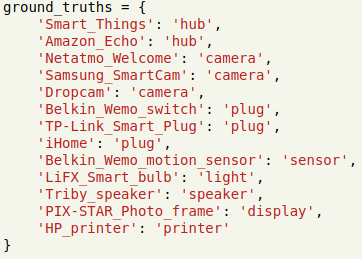 ground_truths = {
    'Smart_Things': 'hub',
    'Amazon_Echo': 'hub',
    'Netatmo_Welcome': 'camera',
    'Samsung_SmartCam': 'camera',
    'Dropcam': 'camera',
    'Belkin_Wemo_switch': 'plug',
    'TP-Link_Smart_Plug': 'plug',
    'iHome': 'plug',
    'Belkin_Wemo_motion_sensor': 'sensor',
    'LiFX_Smart_bulb': 'light',
    'Triby_speaker': 'speaker',
    'PIX-STAR_Photo_frame': 'display',
    'HP_printer': 'printer'
}